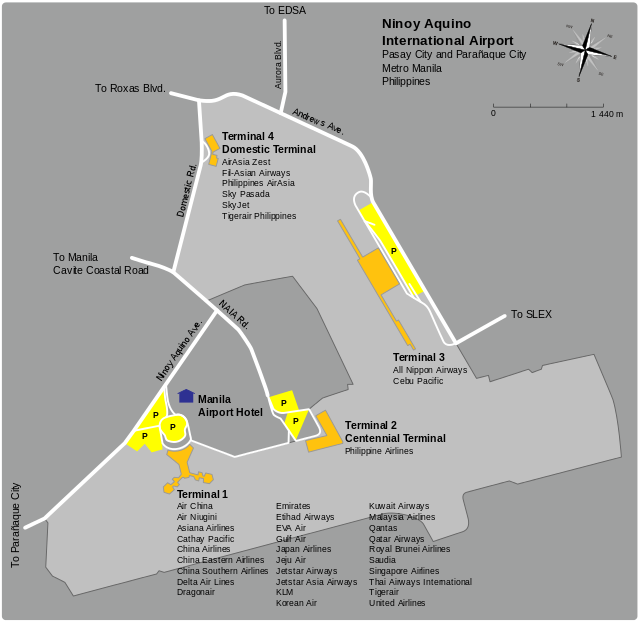 To EDSA
Ninoy Aquino
International Airport
Pasay City and Parañaque City
Metro Manila
Philippines
N
E
S
W
0
1 440 m
Aurora Blvd.
To Roxas Blvd.
Andrews Ave.
Terminal 4
Domestic Terminal
AirAsia Zest
Fil-Asian Airways
Philippines AirAsia
Sky Pasada
SkyJet
Tigerair Philippines
Domestic Rd.
P
To Manila
Cavite Coastal Road
NAIA Rd.
To SLEX
Ninoy Aquino Ave.
Terminal 3
All Nippon Airways
Cebu Pacific
Manila
Airport Hotel
P
P
P
P
P
Terminal 2
Centennial Terminal
Philippine Airlines
To Parañaque City
Terminal 1
Air China
Air Niugini
Asiana Airlines
Cathay Pacific
China Airlines
China Eastern Airlines
China Southern Airlines
Delta Air Lines
Dragonair
Emirates
Etihad Airways
EVA Air
Gulf Air
Japan Airlines
Jeju Air
Jetstar Airways
Jetstar Asia Airways
KLM
Korean Air
Kuwait Airways
Malaysia Airlines
Qantas
Qatar Airways
Royal Brunei Airlines
Saudia
Singapore Airlines
Thai Airways International
Tigerair
United Airlines